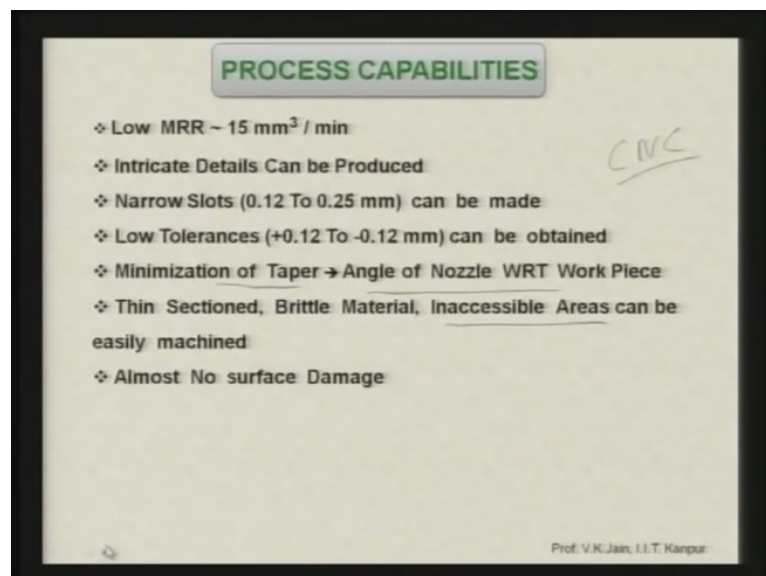 PROCESS CAPABILITIES
❖ Low MRR ~ 15 mm³ / min
CNC
❖ Intricate Details Can be Produced
❖ Narrow Slots (0.12 To 0.25 mm) can be made
❖ Low Tolerances (+0.12 To -0.12 mm) can be obtained
❖ Minimization of Taper → Angle of Nozzle WRT Work Piece
❖ Thin Sectioned, Brittle Material, Inaccessible Areas can be
easily machined
❖ Almost No surface Damage
Prof. V.K.Jain, I.I.T. Kanpur